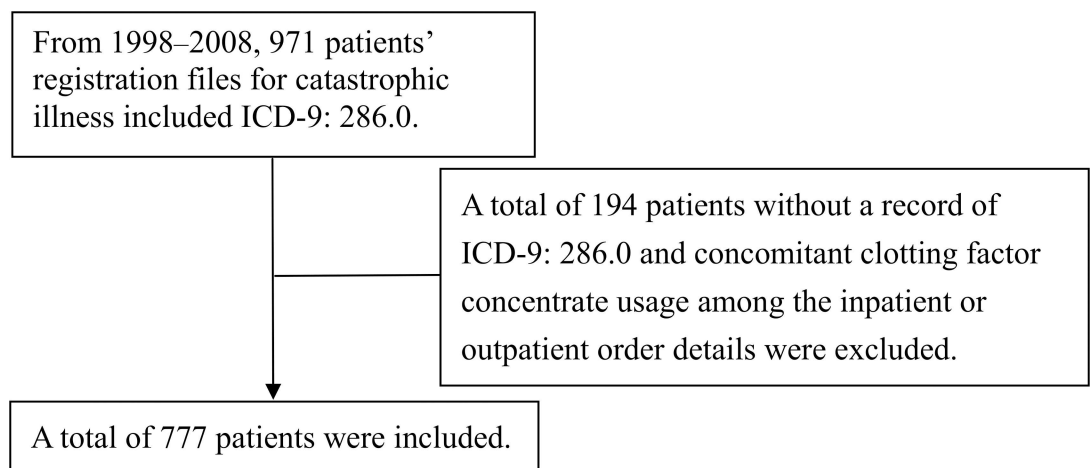 From 1998–2008, 971 patients’
registration files for catastrophic
illness included ICD-9: 286.0.
A total of 194 patients without a record of
ICD-9: 286.0 and concomitant clotting factor
concentrate usage among the inpatient or
outpatient order details were excluded.
A total of 777 patients were included.